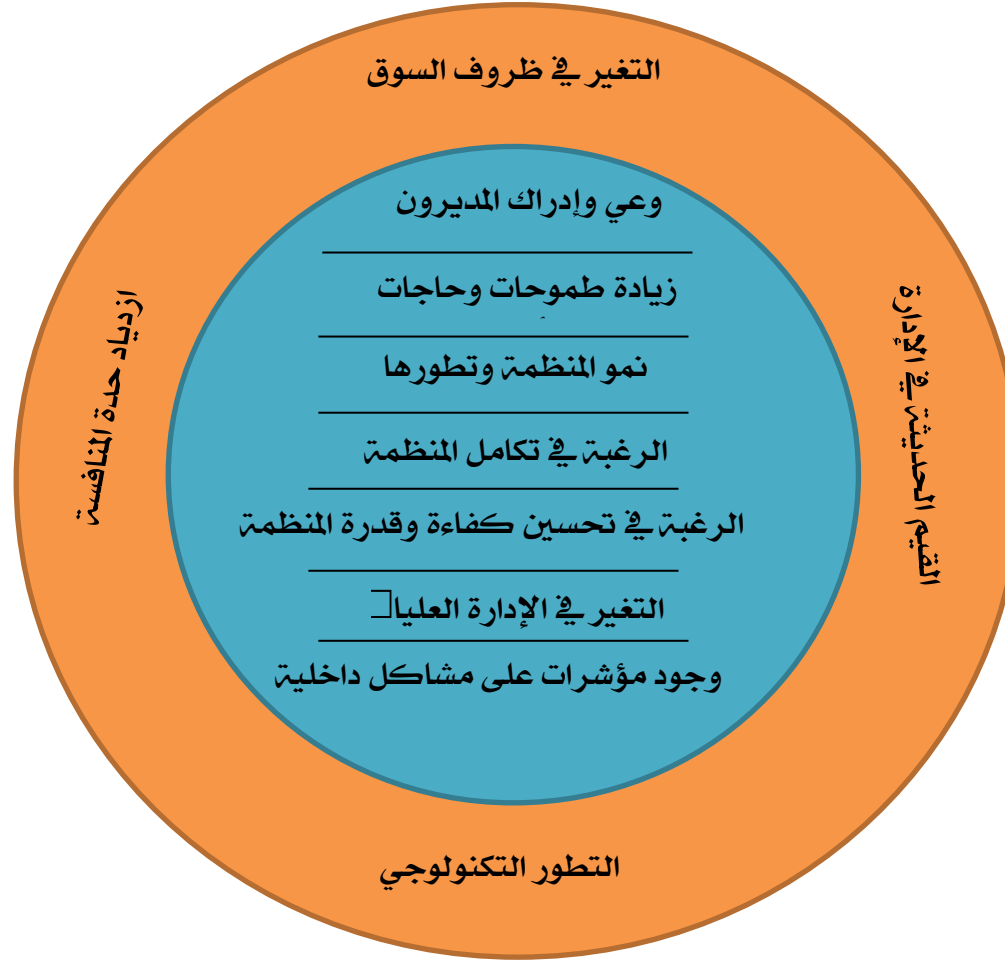 التغير في ظروف السوق
وعي وإدراك المديرون
زيادة طموحات وحاجات
نمو المنظمة وتطورها
الرغبة في تكامل المنظمة
الرغبة في تحسين كفاءة وقدرة المنظمة
التغير في الإدارة العليا
وجود مؤشرات على مشاكل داخلية
القيم الحديثة في الإدارة
ازدياد حدة المنافسة
التطور التكنولوجي